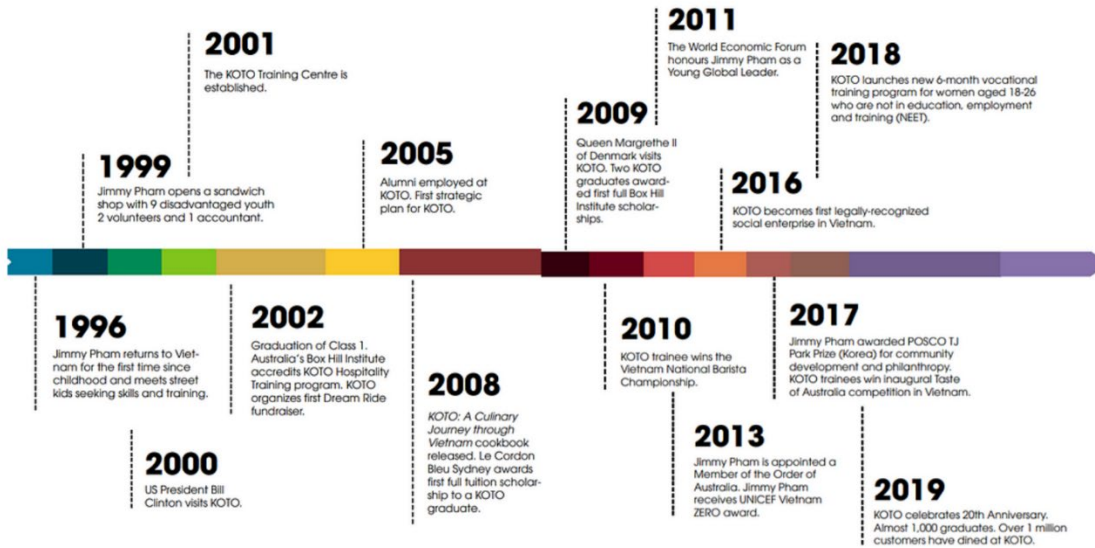 2001
The KOTO Training Centre is
established.
2011
The World Economic Forum
honours Jimmy Pham as a
Young Global Leader.
2018
KOTO launches new 6-month vocational
training program for women aged 18-26
who are not in education, employment
and training (NEET).
1999
Jimmy Pham opens a sandwich
shop with 9 disadvantaged youth
2 volunteers and 1 accountant.
2005
Alumni employed at
KOTO. First strategic
plan for KOTO.
2009
Queen Margrethe II
of Denmark visits
KOTO. Two KOTO
graduates award-
ed first full Box Hill
Institute scholar-
ships.
2016
KOTO becomes first legally-recognized
social enterprise in Vietnam.
1996
Jimmy Pham returns to Viet-
nam for the first time since
childhood and meets street
kids seeking skills and training.
2002
Graduation of Class 1.
Australia's Box Hill Institute
accredits KOTO Hospitality
Training program. KOTO
organizes first Dream Ride
fundraiser.
2010
KOTO trainee wins the
Vietnam National Barista
Championship.
2017
Jimmy Pham awarded POSCO TJ
Park Prize (Korea) for community
development and philanthropy.
KOTO trainees win inaugural Taste
of Australia competition in Vietnam.
2000
US President Bill
Clinton visits KOTO.
2008
KOTO: A Culinary
Journey through
Vietnam cookbook
released. Le Cordon
Bleu Sydney awards
first full tuition scholar-
ship to a KOTO
graduate.
2013
Jimmy Pham is appointed a
Member of the Order of
Australia. Jimmy Pham
receives UNICEF Vietnam
ZERO award.
2019
KOTO celebrates 20th Anniversary.
Almost 1,000 graduates. Over 1 million
customers have dined at KOTO.